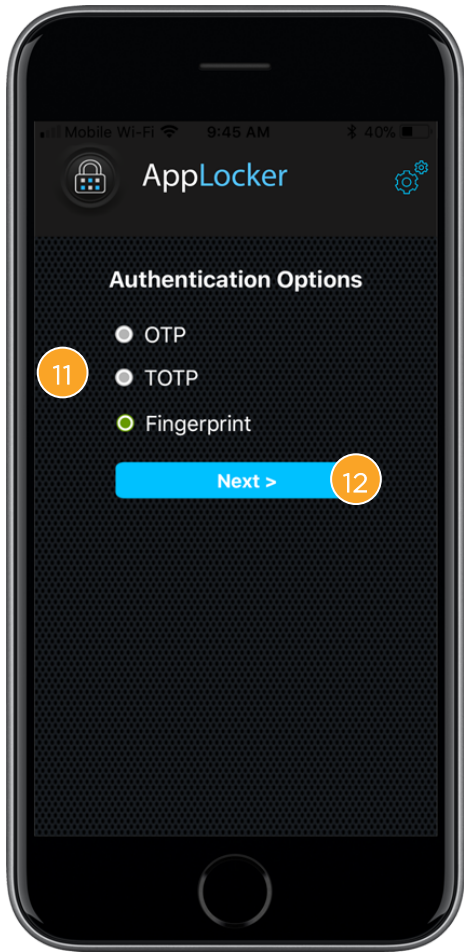 Mobile Wi-Fi 9:45 AM 40%
AppLocker
Authentication Options
OTP
11
TOTP
Fingerprint
Next >
12